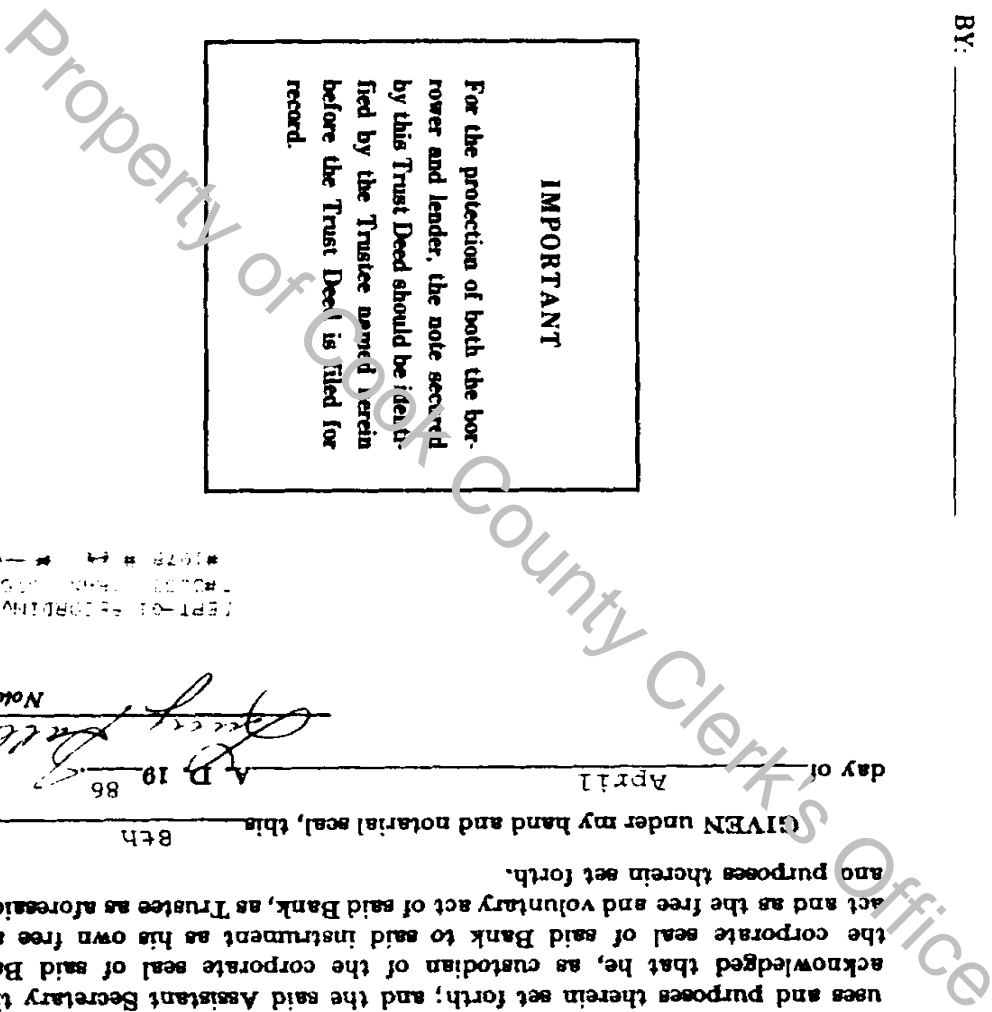 BY:
IMPORTANT
For the protection of both the bor-
rower and lender, the note secured
by this Trust Deed should be identi-
fied by the Trustee named herein
before the Trust Deed is filed for
record.
uses and purposes therein set forth; and the said Assistant Secretary
acknowledged that he, as custodian of the corporate seal of said
the corporate seal of said Bank to said instrument as his own free
act and as the free and voluntary act of said Bank, as Trustee as
and purposes therein set forth.
GIVEN under my hand and notarial seal, this 8th
day of April A. D. 19 86
Property of Cook County Clerk's Office